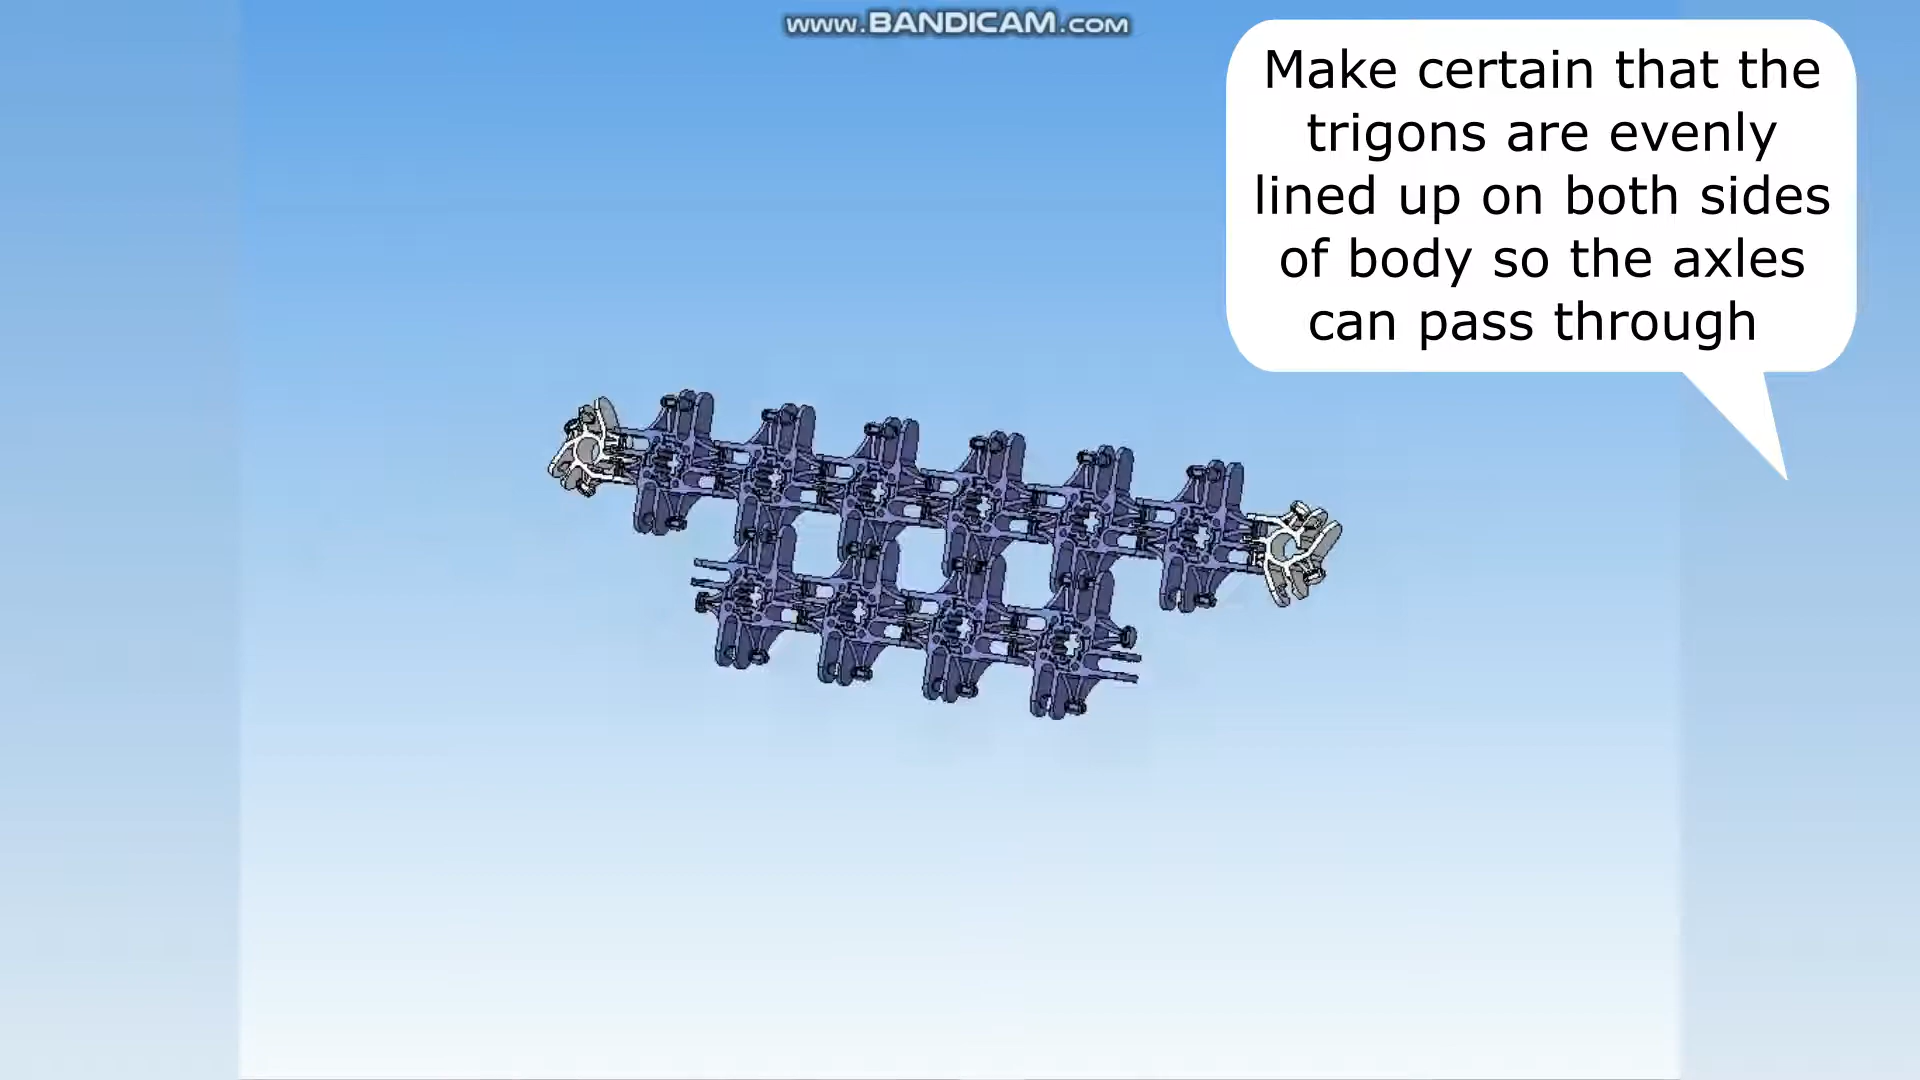 www.BANDICAM.com
Make certain that the
trigons are evenly
lined up on both sides
of body so the axles
can pass through